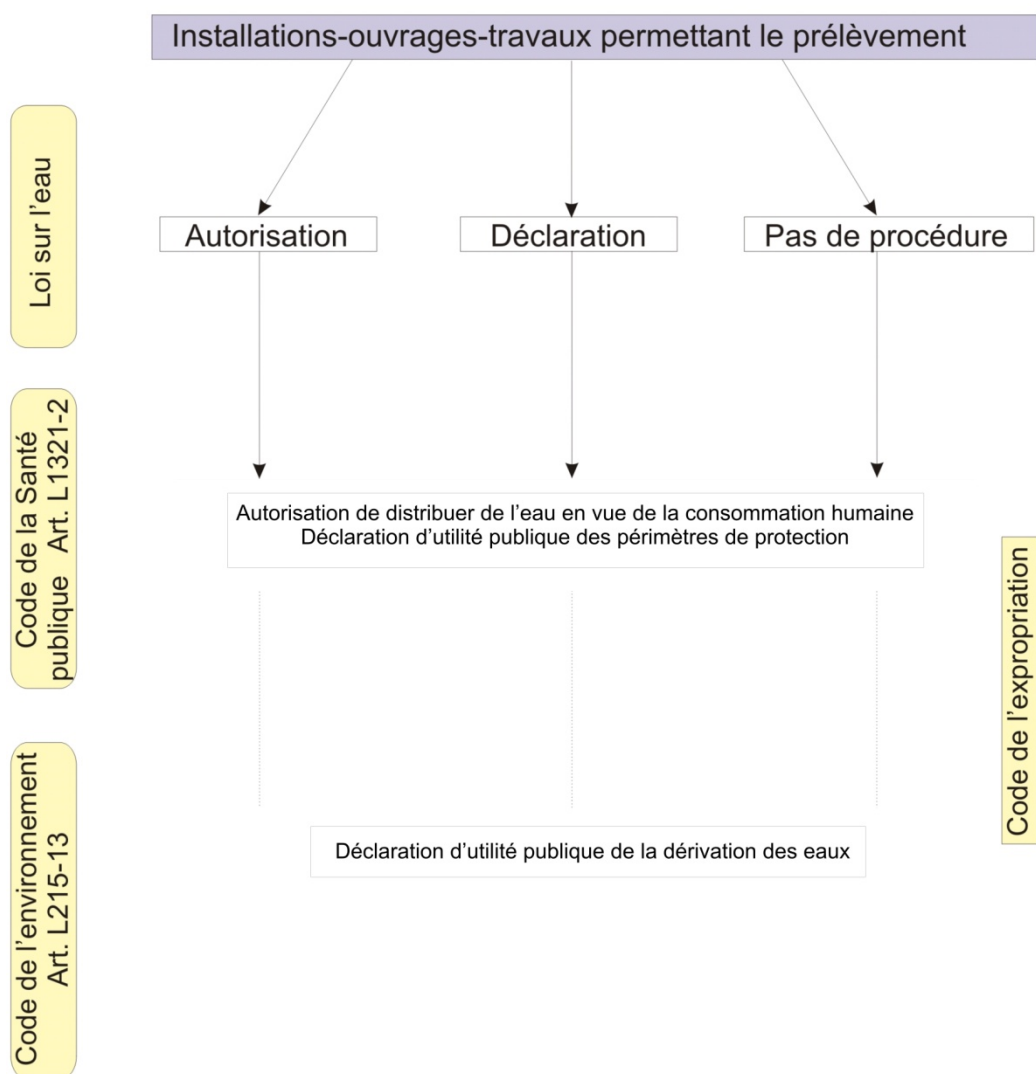 Installations-ouvrages-travaux permettant le prélèvement
Loi sur l'eau
Autorisation
Déclaration
Pas de procédure
Code de la Santé
publique Art. L1321-2
Autorisation de distribuer de l'eau en vue de la consommation humaine
Déclaration d'utilité publique des périmètres de protection
Code de l'expropriation
Code de l'environnement
Art. L215-13
Déclaration d'utilité publique de la dérivation des eaux